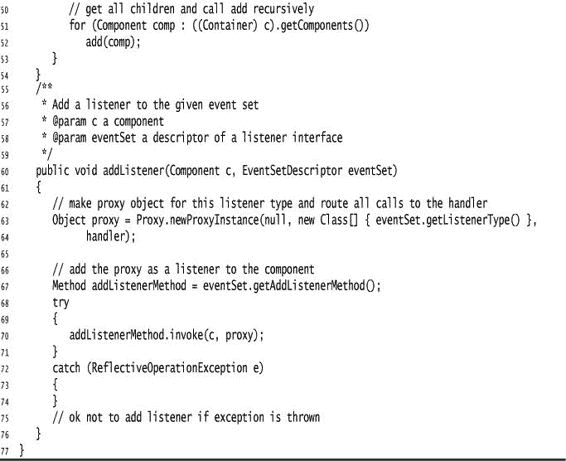 50 // get all children and call add recursively
51 for (Component comp : ((Container) c).getComponents())
52 add(comp);
53 }
54 }
55 /**
56 * Add a listener to the given event set
57 * @param c a component
58 * @param eventSet a descriptor of a listener interface
59 */
60 public void addListener(Component c, EventSetDescriptor eventSet)
61 {
62 // make proxy object for this listener type and route all calls to the handler
63 Object proxy = Proxy.newProxyInstance(null, new Class[] { eventSet.getListenerType() },
64 handler);
65
66 // add the proxy as a listener to the component
67 Method addListenerMethod = eventSet.getAddListenerMethod();
68 try
69 {
70 addListenerMethod.invoke(c, proxy);
71 }
72 catch (ReflectiveOperationException e)
73 {
74 }
75 // ok not to add listener if exception is thrown
76 }
77 }